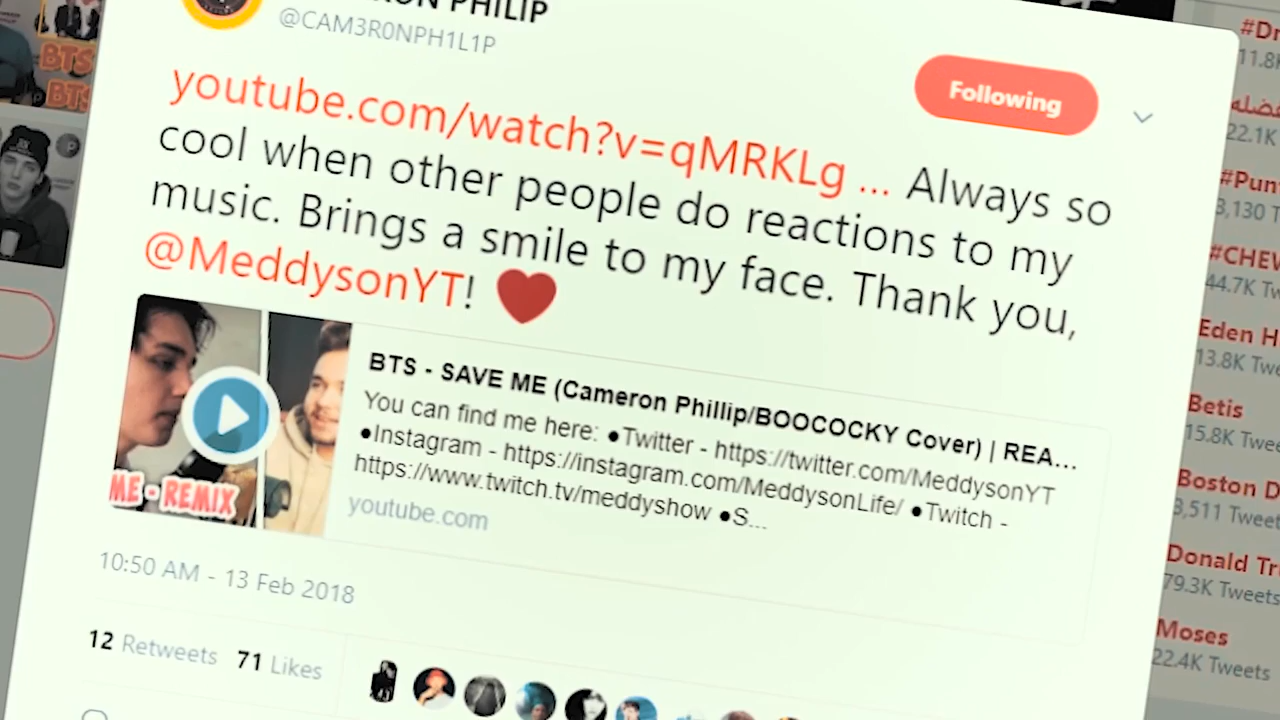 RON PHILIP
@CAM3R0NPH1L1P
Following
youtube.com/watch?v=qMRKLg … Always so
cool when other people do reactions to my
music. Brings a smile to my face. Thank you,
@MeddysonYT! ❤
BTS - SAVE ME (Cameron Phillip/BOOCOCKY Cover) | REA...
You can find me here: ●Twitter - https://twitter.com/MeddysonYT
●Instagram - https://instagram.com/MeddysonLife/ ●Twitch -
https://www.twitch.tv/meddyshow ●S...
youtube.com
ME - REMIX
10:50 AM - 13 Feb 2018
12 Retweets 71 Likes
BTS
BTS
#Dr
11.8K
22.1K
#Pun
3,130 T
#CHEW
44.7K Tw
Eden H
13.8K Twe
Betis
15.8K Twee
Boston D
3,511 Tweet
Donald Tr
79.3K Tweets
Moses
22.4K Tweets